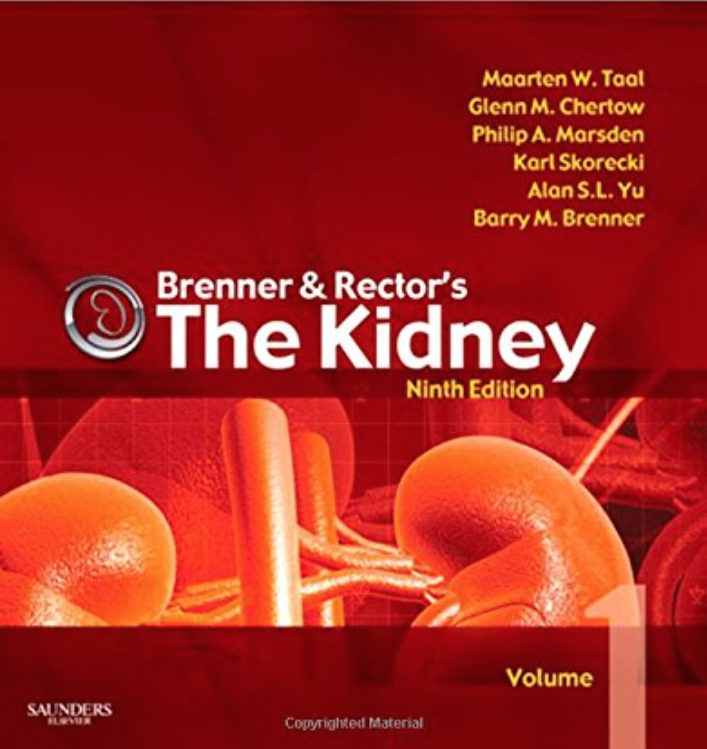 Maarten W. Taal
Glenn M. Chertow
Philip A. Marsden
Karl Skorecki
Alan S.L. Yu
Barry M. Brenner
Brenner & Rector's
The Kidney
Ninth Edition
Volume 1
SAUNDERS
ELSEVIER
Copyrighted Material